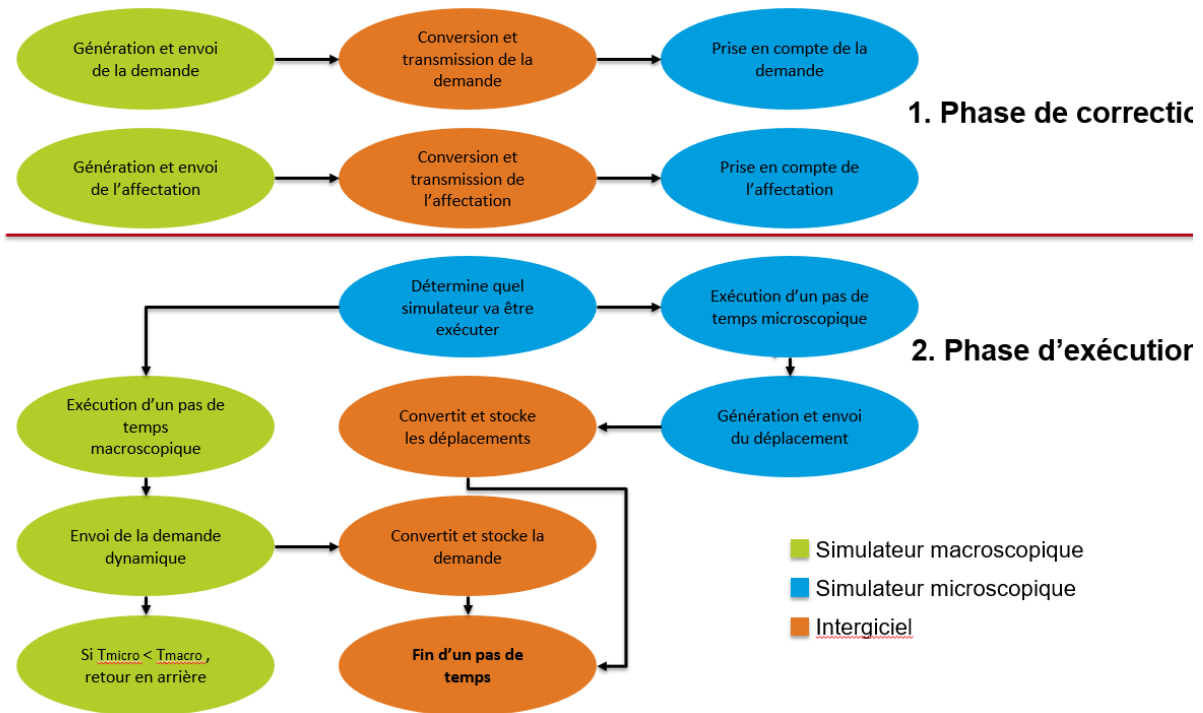 Génération et envoi
de la demande
Conversion et
transmission de la
demande
Prise en compte de la
demande
1. Phase de correctio
Génération et envoi
de l’affectation
Conversion et
transmission de
l’affectation
Prise en compte de
l’affectation
Détermine quel
simulateur va être
exécuter
Exécution d’un pas de
temps microscopique
2. Phase d’exécution
Exécution d’un pas de
temps
macroscopique
Convertit et stocke
les déplacements
Génération et envoi
du déplacement
Envoi de la demande
dynamique
Convertit et stocke la
demande
Si Tmicro < Tmacro ,
retour en arrière
Fin d’un pas de
temps
Simulateur macroscopique
Simulateur microscopique
Intergiciel